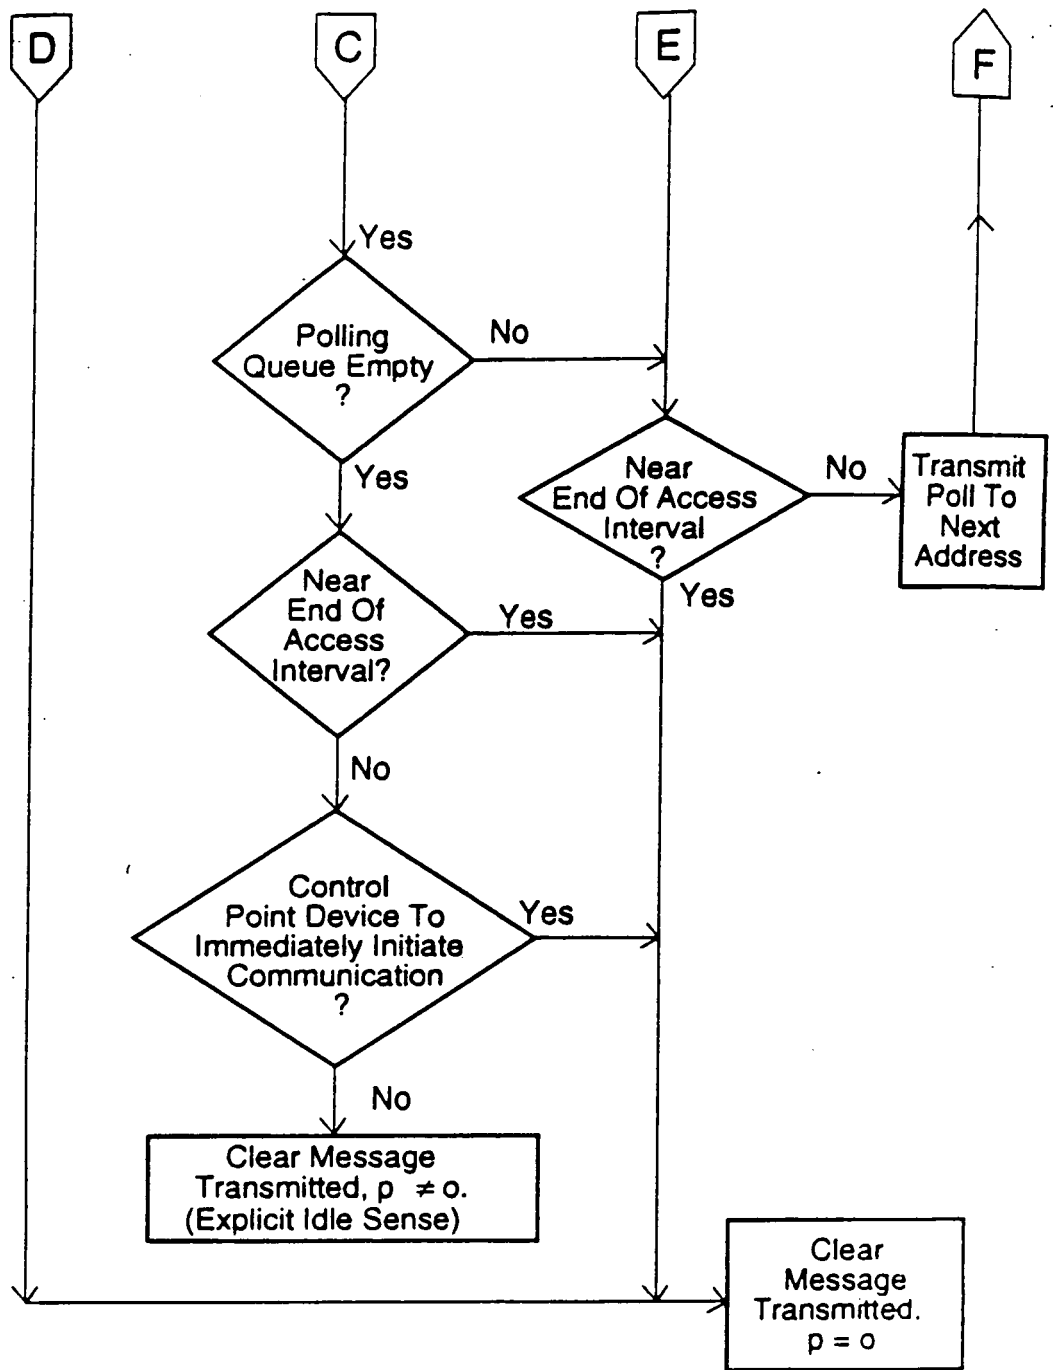 D
C
E
F
Yes
Polling
Queue Empty
?
No
Yes
Near
End Of Access
Interval
?
No
Transmit
Poll To
Next
Address
Yes
Near
End Of
Access
Interval?
Yes
No
Control
Point Device To
Immediately Initiate
Communication
?
Yes
No
Clear Message
Transmitted, p ≠ o.
(Explicit Idle Sense)
Clear
Message
Transmitted.
p = o